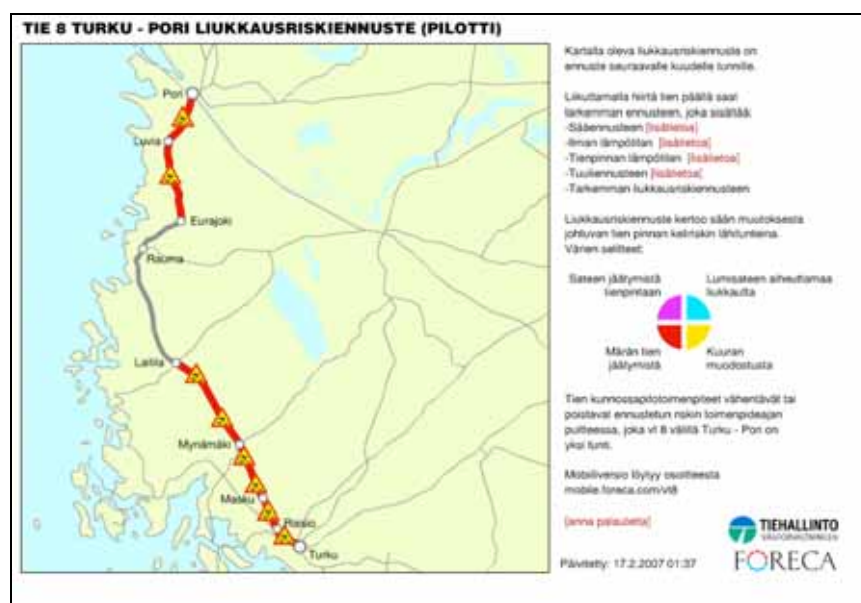 TIE 8 TURKU - PORI LIUKKAUSRISKIENNUSTE (PILOTTI)
Pori
Luvia
Eurajoki
Rauma
Laitila
Mynämäki
Masku
Raisio
Turku
Kartalla oleva liukkausriskiennuste on
ennuste seuraavalle kuudelle tunnille.
Liikuttamalla hiirtä tien päällä saat
tarkemman ennusteen, joka sisältää:
-Sääennusteen [lisätietoa]
-Ilman lämpötilan [lisätietoa]
-Tienpinnan lämpötilan [lisätietoa]
-Tuuliennusteen [lisätietoa]
-Tarkemman liukkausriskiennusteen
Liukkausriskiennuste kertoo sään muutoksesta
johtuvan tien pinnan keliriskin lähitunteina.
Värien selitteet:
Sateen jäätymistä
tienpintaan
Lumisateen aiheuttamaa
liukkautta
Märän tien
jäätymistä
Kuuran
muodostusta
Tien kunnossapitotoimenpiteet vähentävät tai
poistavat ennustetun riskin toimenpideajan
puitteessa, joka vt 8 välillä Turku - Pori on
yksi tunti.
Mobiiliversio löytyy osoitteesta
mobile.foreca.com/vt8
[anna palautetta]
TIEHALLINTO
VÄGFÖRVALTNINGEN
Päivitetty: 17.2.2007 01:37
FORECA